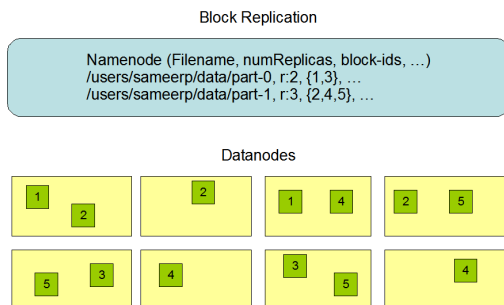 Block Replication
Namenode (Filename, numReplicas, block-ids, …)
/users/sameerp/data/part-0, r:2, {1,3}, …
/users/sameerp/data/part-1, r:3, {2,4,5}, …
Datanodes
1
2
2
1 4
2 5
5 3
4
3
5
4